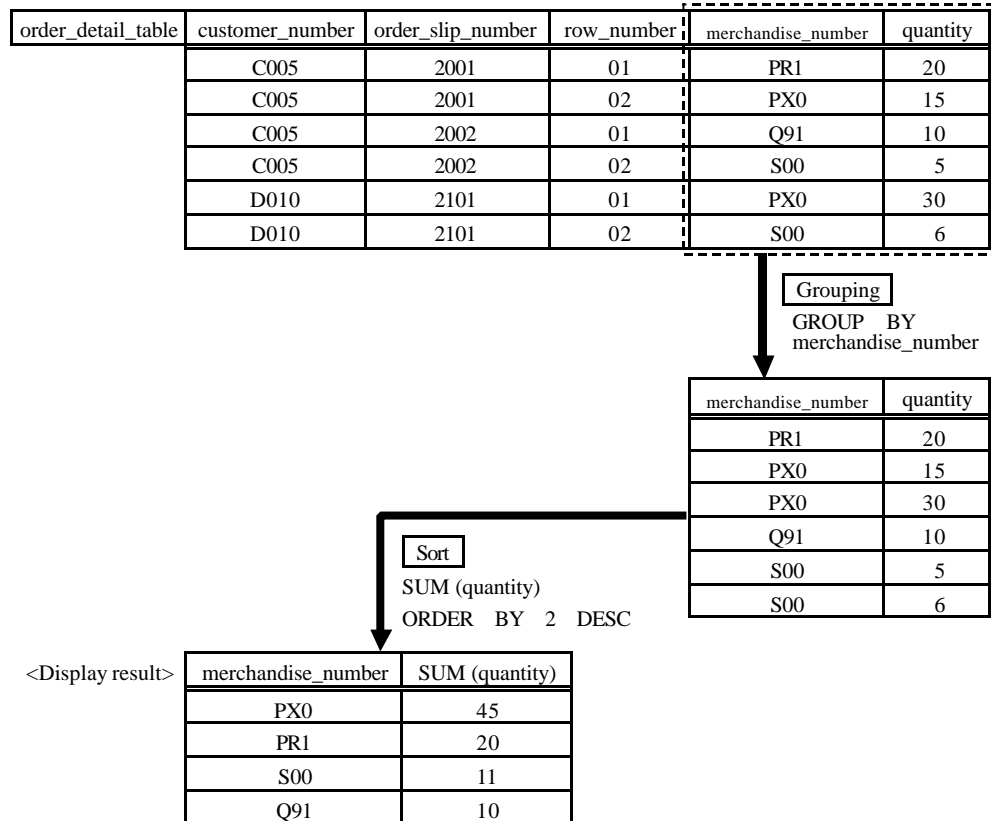 order_detail_table customer_number order_slip_number row_number merchandise_number quantity
C005 2001 01 PR1 20
C005 2001 02 PX0 15
C005 2002 01 Q91 10
C005 2002 02 S00 5
D010 2101 01 PX0 30
D010 2101 02 S00 6
Grouping
GROUP BY
merchandise_number
merchandise_number quantity
PR1 20
PX0 15
PX0 30
Q91 10
S00 5
S00 6
Sort
SUM (quantity)
ORDER BY 2 DESC
<Display result> merchandise_number SUM (quantity)
PX0 45
PR1 20
S00 11
Q91 10